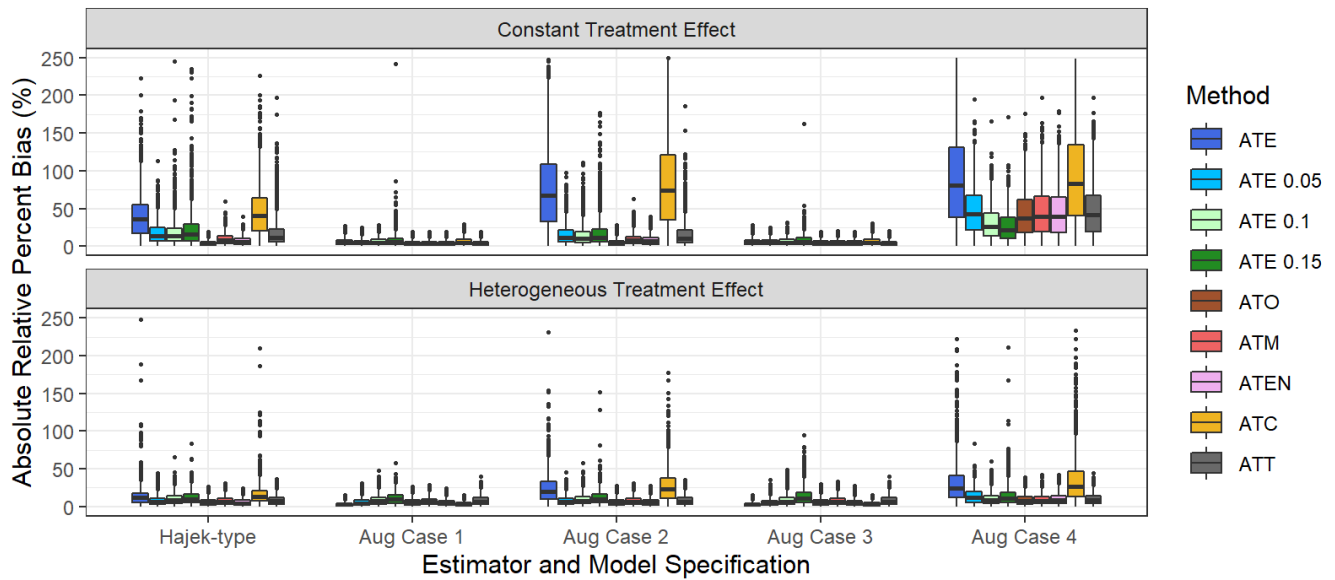 Constant Treatment Effect
250
200
150
100
50
0
Heterogeneous Treatment Effect
250
200
150
100
50
0
Absolute Relative Percent Bias (%)
Hajek-type
Aug Case 1
Aug Case 2
Aug Case 3
Aug Case 4
Estimator and Model Specification
Method
ATE
ATE 0.05
ATE 0.1
ATE 0.15
ATO
ATM
ATEN
ATC
ATT